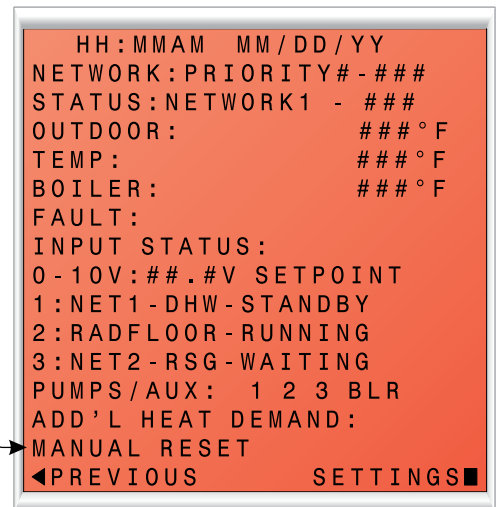 HH:MMAM MM/DD/YY
NETWORK:PRIORITY#-###
STATUS:NETWORK1 - ###
OUTDOOR: ###°F
TEMP: ###°F
BOILER: ###°F
FAULT:
INPUT STATUS:
0-10V:##.#V SETPOINT
1:NET1-DHW-STANDBY
2:RADFLOOR-RUNNING
3:NET2-RSG-WAITING
PUMPS/AUX: 1 2 3 BLR
ADD'L HEAT DEMAND:
MANUAL RESET
◀PREVIOUS SETTINGS■